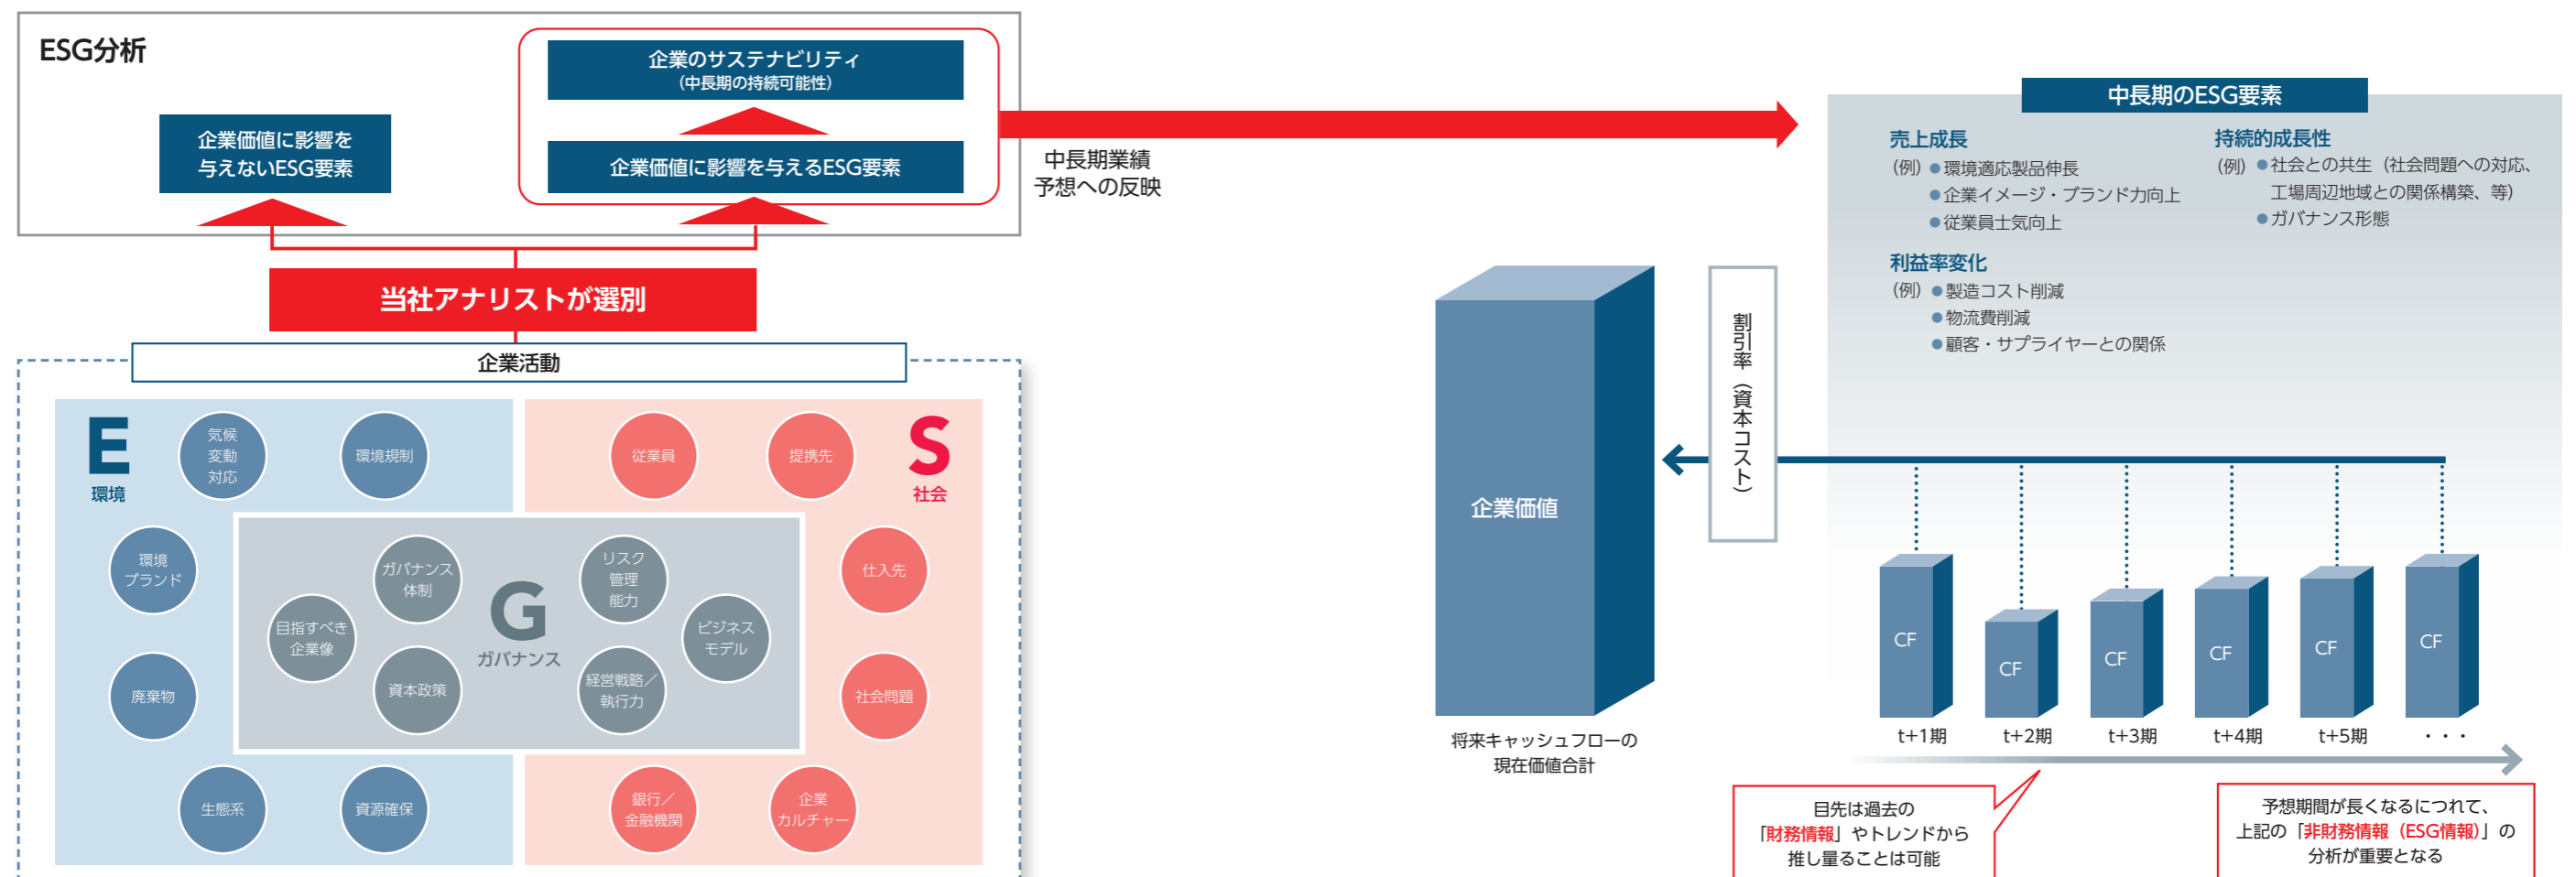 ESG分析
企業のサステナビリティ
（中長期の持続可能性）
企業価値に影響を
与えないESG要素
企業価値に影響を与えるESG要素
当社アナリストが選別
中長期業績
予想への反映
企業活動
E
環境
気候
変動
対応
環境規制
環境
ブランド
廃棄物
生態系
資源確保
S
社会
従業員
提携先
仕入先
社会問題
銀行／
金融機関
企業
カルチャー
G
ガバナンス
ガバナンス
体制
リスク
管理
能力
目指すべき
企業像
ビジネス
モデル
資本政策
経営戦略／
執行力
中長期のESG要素
売上成長
（例）●環境適応製品伸長
●企業イメージ・ブランド力向上
●従業員士気向上
利益率変化
（例）●製造コスト削減
●物流費削減
●顧客・サプライヤーとの関係
持続的成長性
（例）●社会との共生（社会問題への対応、
工場周辺地域との関係構築、等）
●ガバナンス形態
企業価値
将来キャッシュフローの
現在価値合計
割引率（資本コスト）
CF
CF
CF
CF
CF
CF
t+1期
t+2期
t+3期
t+4期
t+5期
・・・
目先は過去の
「財務情報」やトレンドから
推し量ることは可能
予想期間が長くなるにつれて、
上記の「非財務情報（ESG情報）」の
分析が重要となる